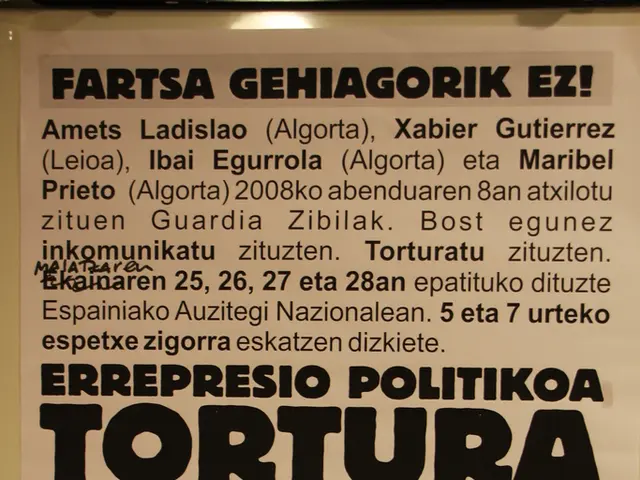 FARTSA GEHIAGORIK EZ!
Amets Ladislao (Algorta), Xabier Gutierrez
(Leioa), Ibai Egurrola (Algorta) eta Maribel
Prieto (Algorta) 2008ko abenduaren 8an atxilotu
zituen Guardia Zibilak. Bost egunez
inkomunikatu zituzten. Torturatu zituzten.
MAIATZAren
Ekainaren 25, 26, 27 eta 28an epatituko dituzte
Espainiako Auzitegi Nazionalean. 5 eta 7 urteko
espetxe zigorra eskatzen dizkiete.
ERREPRESIO POLITIKOA
TORTURA